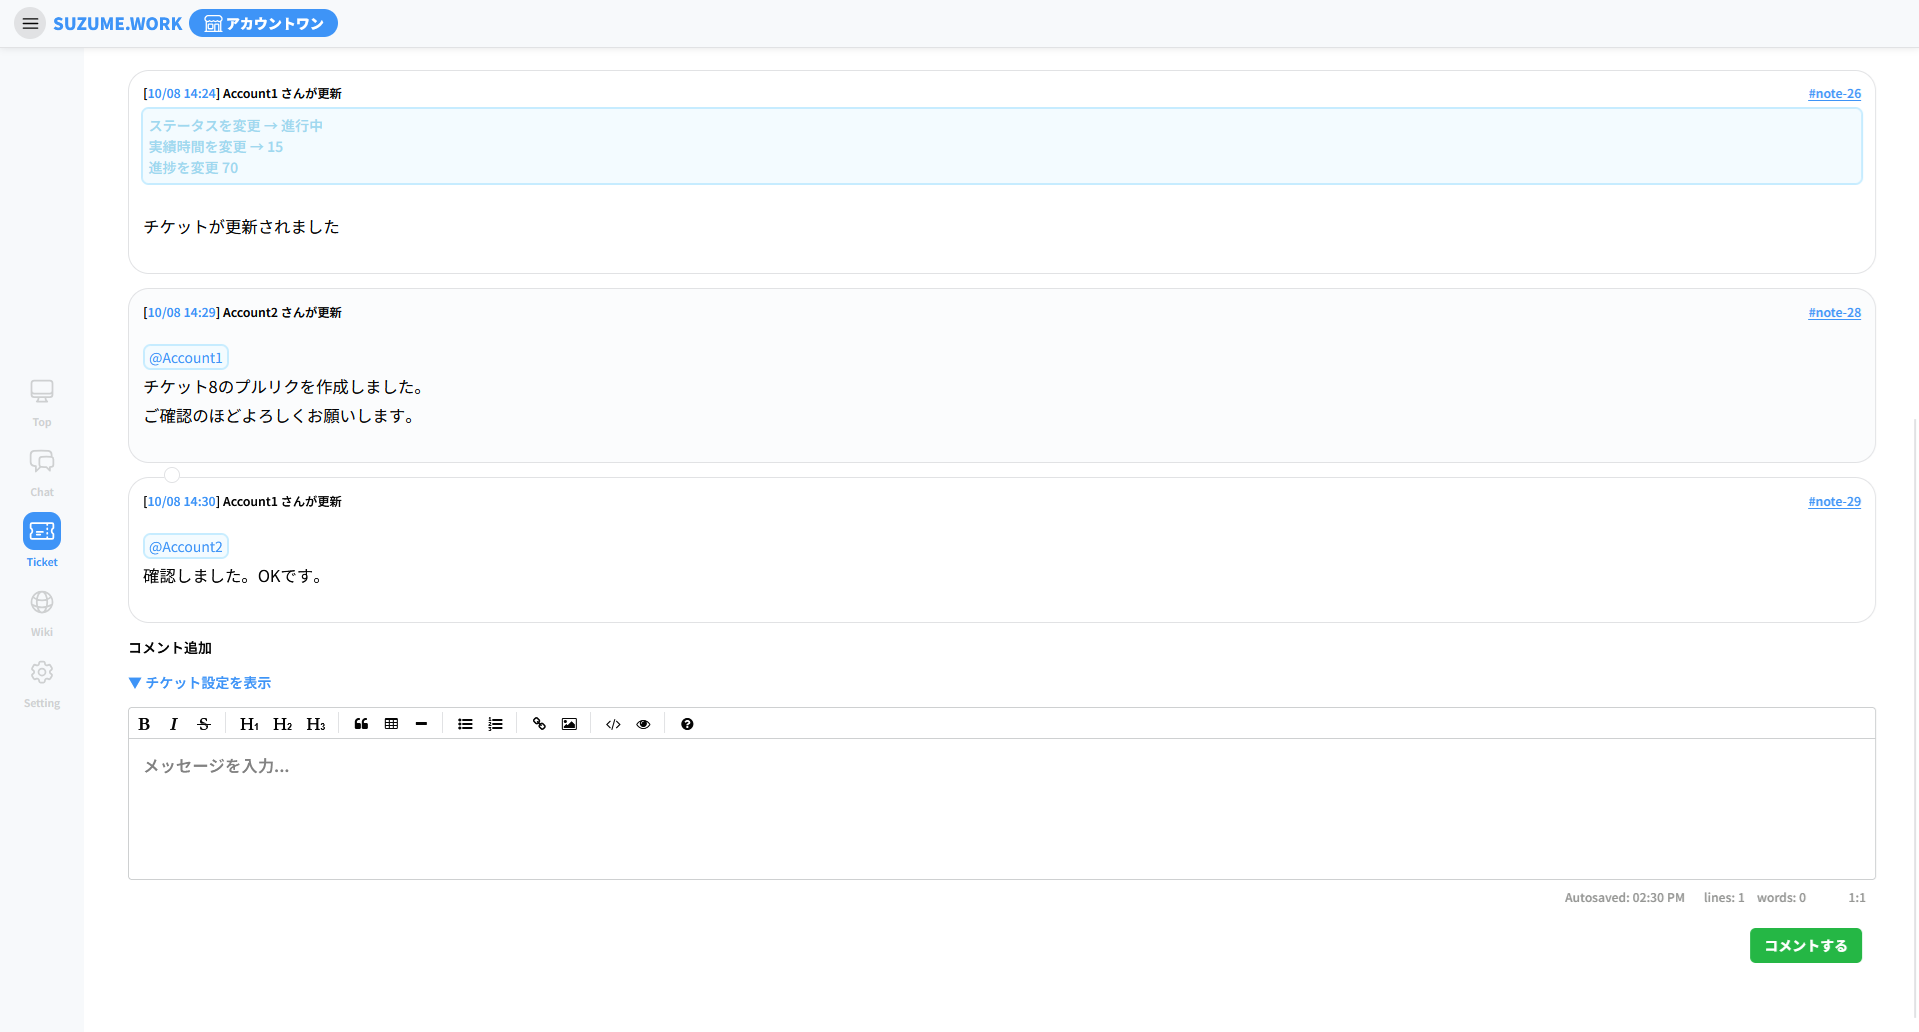 SUZUME.WORK アカウントワン
[10/08 14:24] Account1 さんが更新 #note-26
ステータスを変更 → 進行中
実績時間を変更 → 15
進捗を変更 70
チケットが更新されました
[10/08 14:29] Account2 さんが更新 #note-28
@Account1
チケット8のプルリクを作成しました。
ご確認のほどよろしくお願いします。
[10/08 14:30] Account1 さんが更新 #note-29
@Account2
確認しました。OKです。
Top
Chat
Ticket
Wiki
Setting
コメント追加
▼ チケット設定を表示
B I S H1 H2 H3
メッセージを入力...
Autosaved: 02:30 PM lines: 1 words: 0 1:1
コメントする